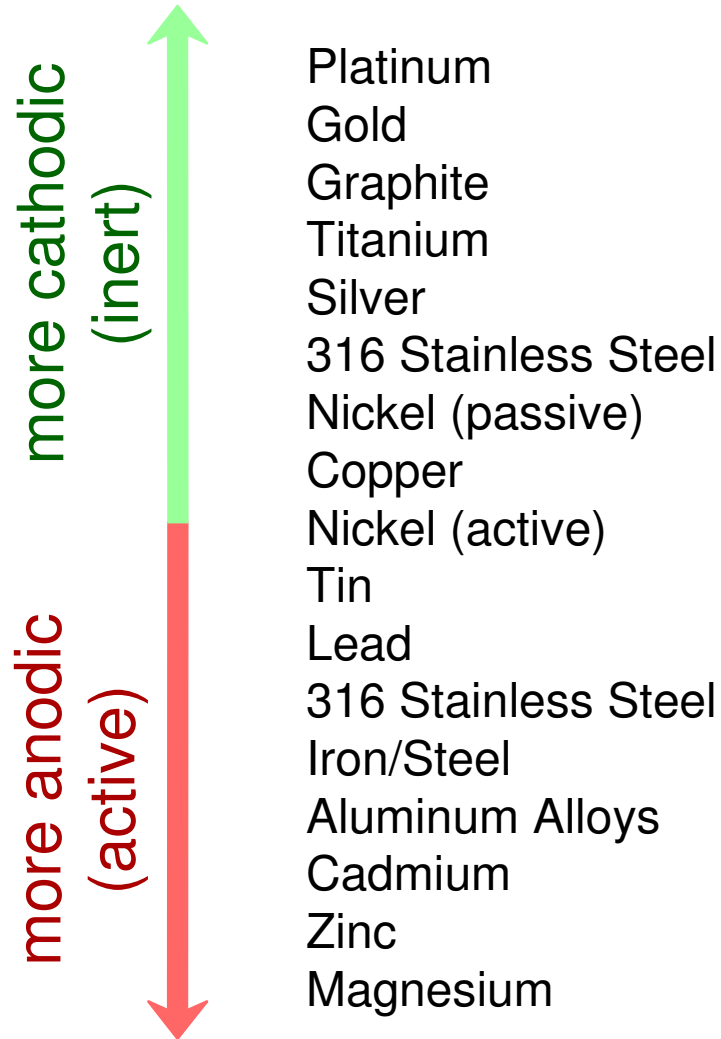 more cathodic
(inert)
more anodic
(active)
Platinum
Gold
Graphite
Titanium
Silver
316 Stainless Steel
Nickel (passive)
Copper
Nickel (active)
Tin
Lead
316 Stainless Steel
Iron/Steel
Aluminum Alloys
Cadmium
Zinc
Magnesium